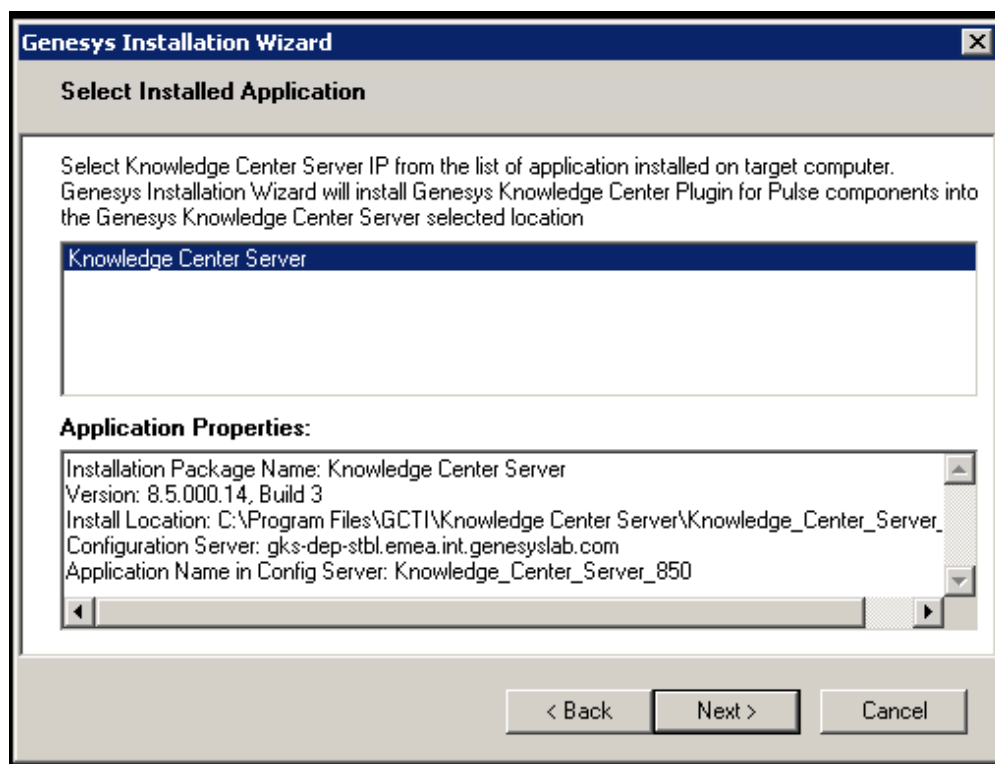 Genesys Installation Wizard
Select Installed Application
Select Knowledge Center Server IP from the list of application installed on target computer.
Genesys Installation Wizard will install Genesys Knowledge Center Plugin for Pulse components into
the Genesys Knowledge Center Server selected location
Knowledge Center Server
Application Properties:
Installation Package Name: Knowledge Center Server
Version: 8.5.000.14, Build 3
Install Location: C:\Program Files\GCTI\Knowledge Center Server\Knowledge_Center_Server_
Configuration Server: gks-dep-stbl.emea.int.genesyslab.com
Application Name in Config Server: Knowledge_Center_Server_850
< Back Next > Cancel